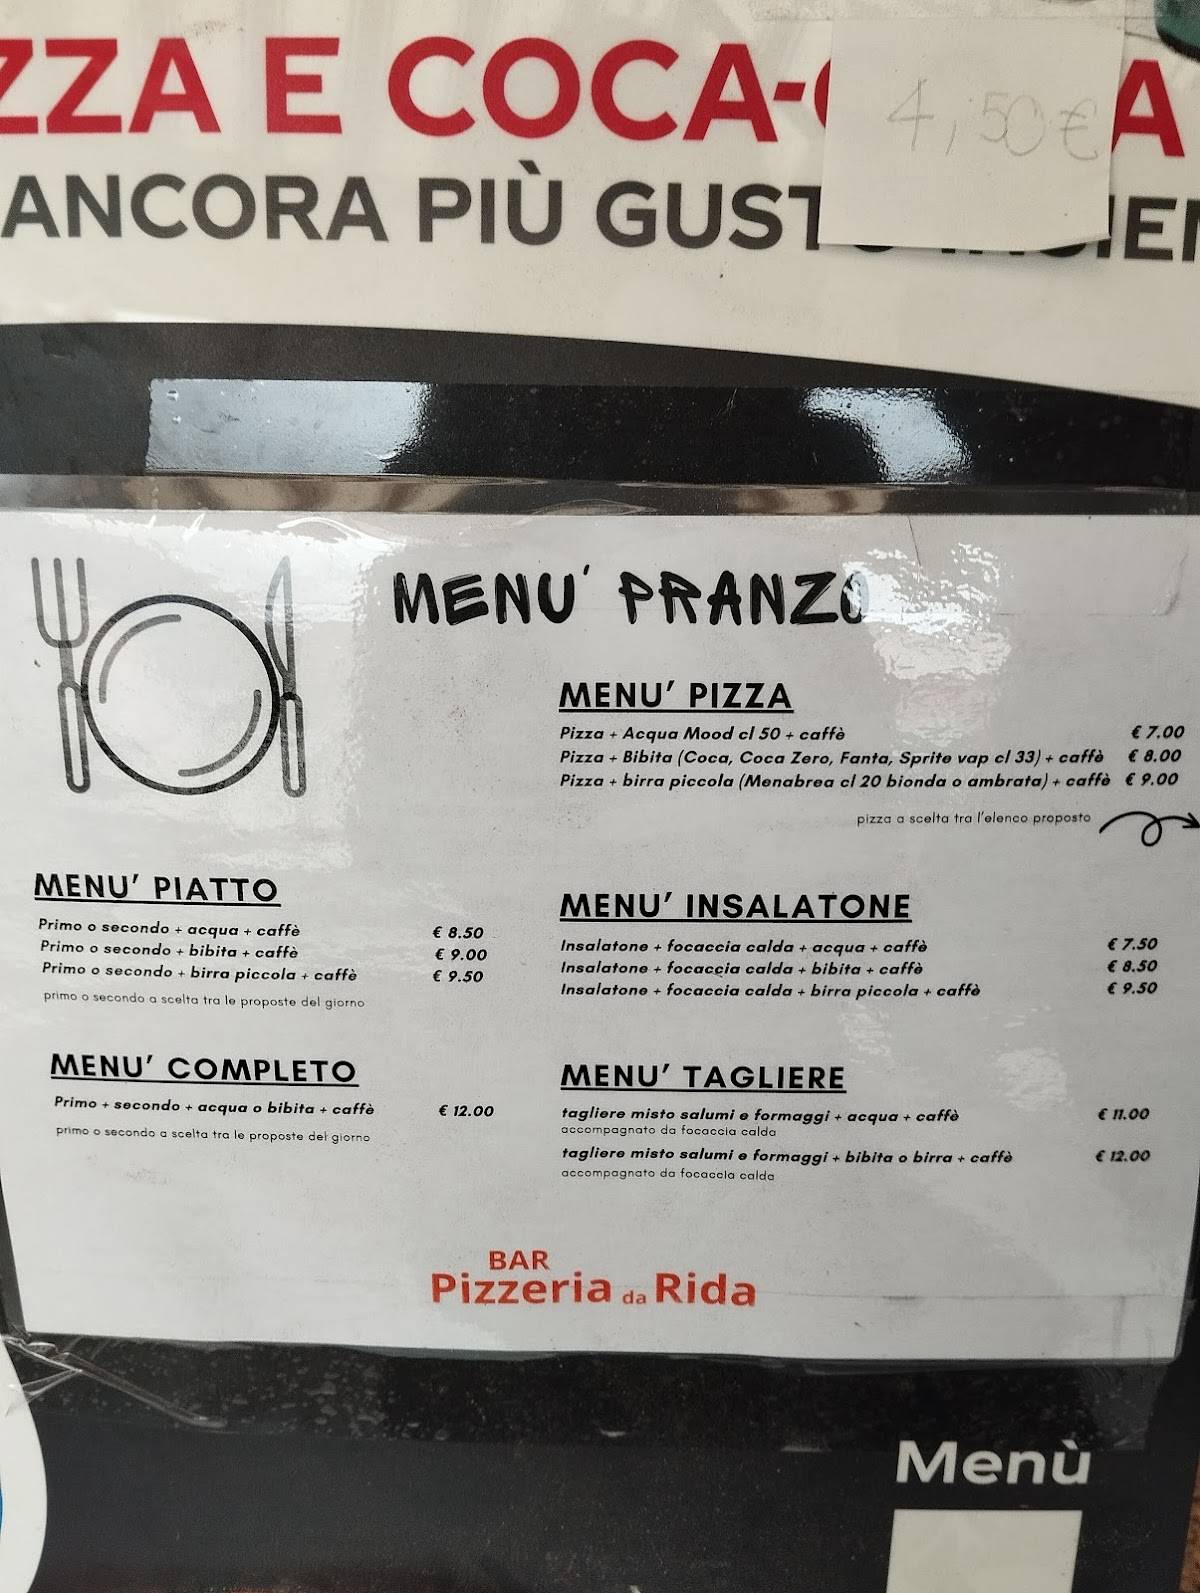 ZZA E COCA- A
4,50€
ANCORA PIÙ GUSTO INSIEM
MENU' PRANZO
MENU' PIZZA
Pizza + Acqua Mood cl 50 + caffè € 7.00
Pizza + Bibita (Coca, Coca Zero, Fanta, Sprite vap cl 33) + caffè € 8.00
Pizza + birra piccola (Menabrea cl 20 bionda o ambrata) + caffè € 9.00
pizza a scelta tra l'elenco proposto
MENU' PIATTO
Primo o secondo + acqua + caffè € 8.50
Primo o secondo + bibita + caffè € 9.00
Primo o secondo + birra piccola + caffè € 9.50
primo o secondo a scelta tra le proposte del giorno
MENU' INSALATONE
Insalatone + focaccia calda + acqua + caffè € 7.50
Insalatone + focaccia calda + bibita + caffè € 8.50
Insalatone + focaccia calda + birra piccola + caffè € 9.50
MENU' COMPLETO
Primo + secondo + acqua o bibita + caffè € 12.00
primo o secondo a scelta tra le proposte del giorno
MENU' TAGLIERE
tagliere misto salumi e formaggi + acqua + caffè € 11.00
accompagnato da focaccia calda
tagliere misto salumi e formaggi + bibita o birra + caffè € 12.00
accompagnato da focaccia calda
BAR
Pizzeria da Rida
Menù